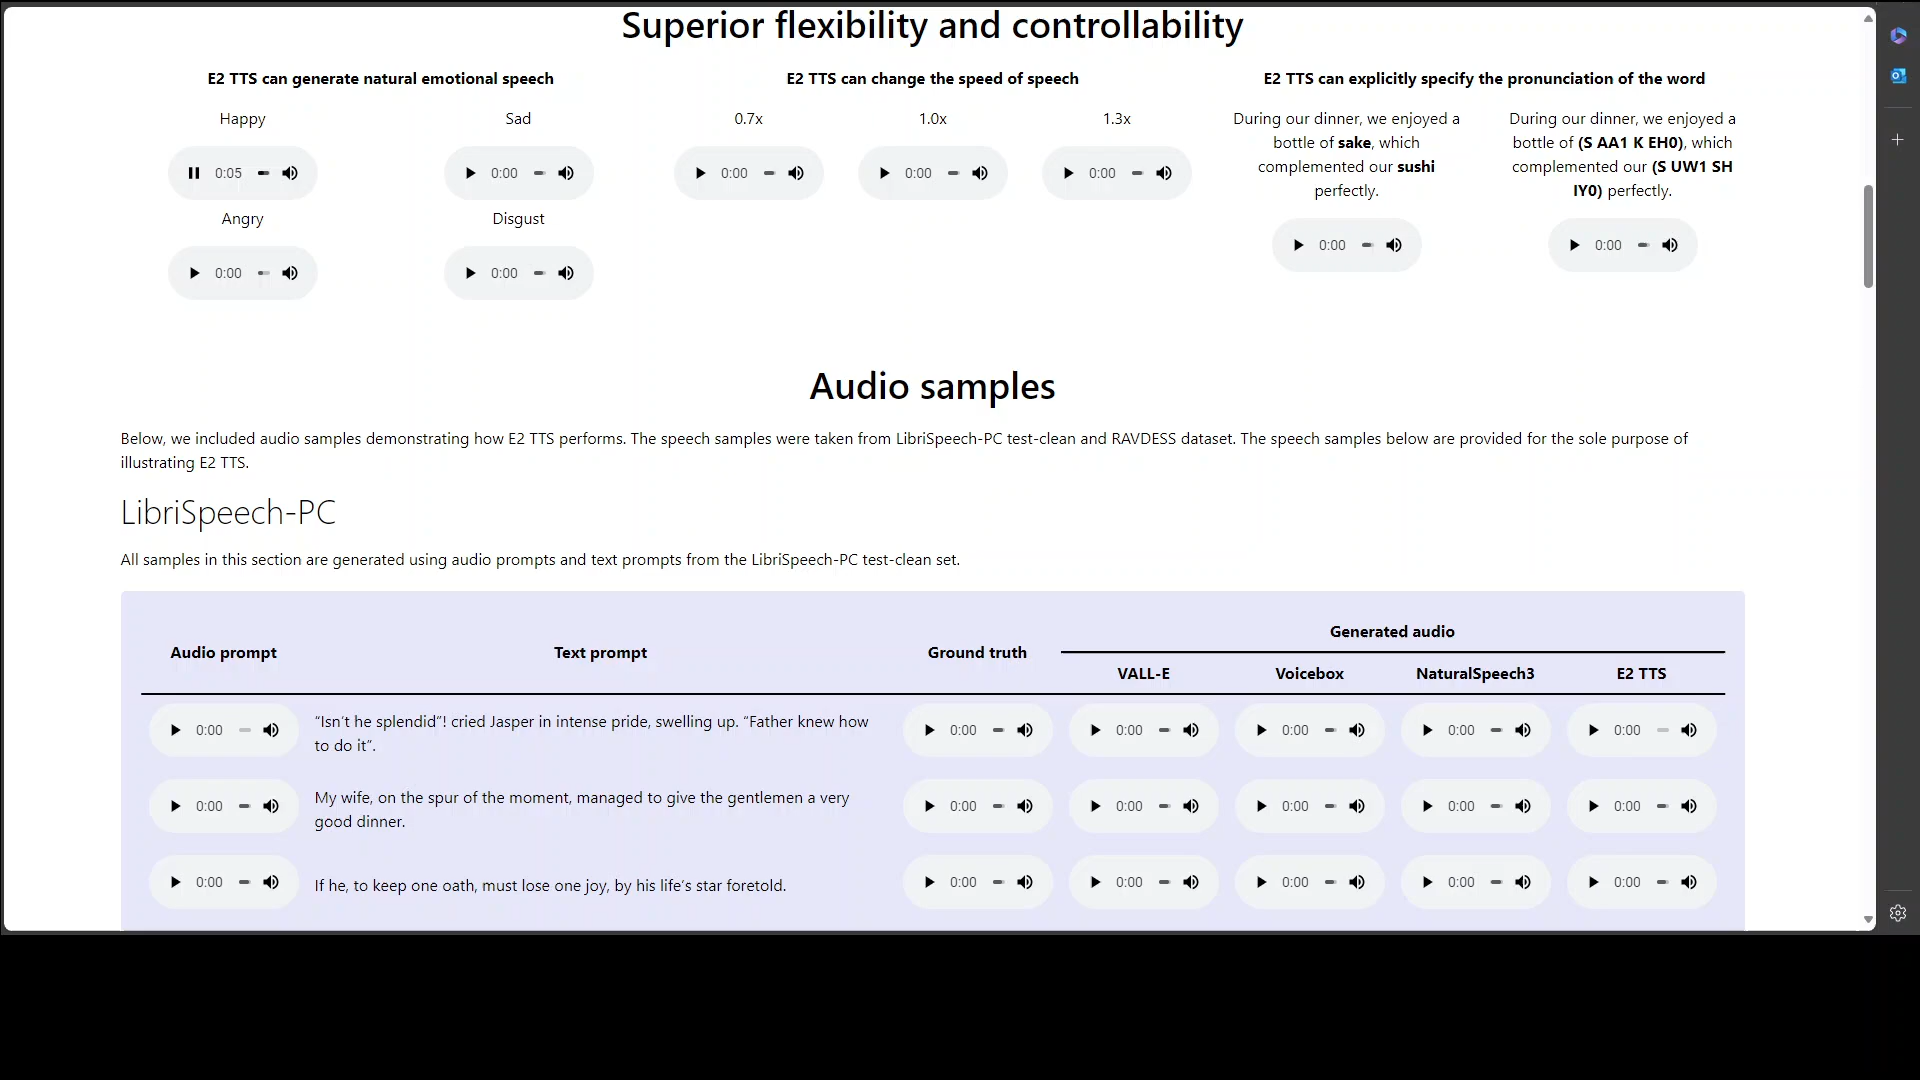 Superior flexibility and controllability
E2 TTS can generate natural emotional speech
Happy
Sad
0:05
0:00
Angry
Disgust
0:00
0:00
E2 TTS can change the speed of speech
0.7x
1.0x
1.3x
0:00
0:00
0:00
E2 TTS can explicitly specify the pronunciation of the word
During our dinner, we enjoyed a
bottle of sake, which
complemented our sushi
perfectly.
0:00
During our dinner, we enjoyed a
bottle of (S AA1 K EH0), which
complemented our (S UW1 SH
IY0) perfectly.
0:00
Audio samples
Below, we included audio samples demonstrating how E2 TTS performs. The speech samples were taken from LibriSpeech-PC test-clean and RAVDESS dataset. The speech samples below are provided for the sole purpose of
illustrating E2 TTS.
LibriSpeech-PC
All samples in this section are generated using audio prompts and text prompts from the LibriSpeech-PC test-clean set.
Audio prompt
Text prompt
Ground truth
Generated audio
VALL-E
Voicebox
NaturalSpeech3
E2 TTS
0:00
“Isn’t he splendid”! cried Jasper in intense pride, swelling up. “Father knew how
to do it”.
0:00
0:00
0:00
0:00
0:00
0:00
My wife, on the spur of the moment, managed to give the gentlemen a very
good dinner.
0:00
0:00
0:00
0:00
0:00
0:00
If he, to keep one oath, must lose one joy, by his life’s star foretold.
0:00
0:00
0:00
0:00
0:00